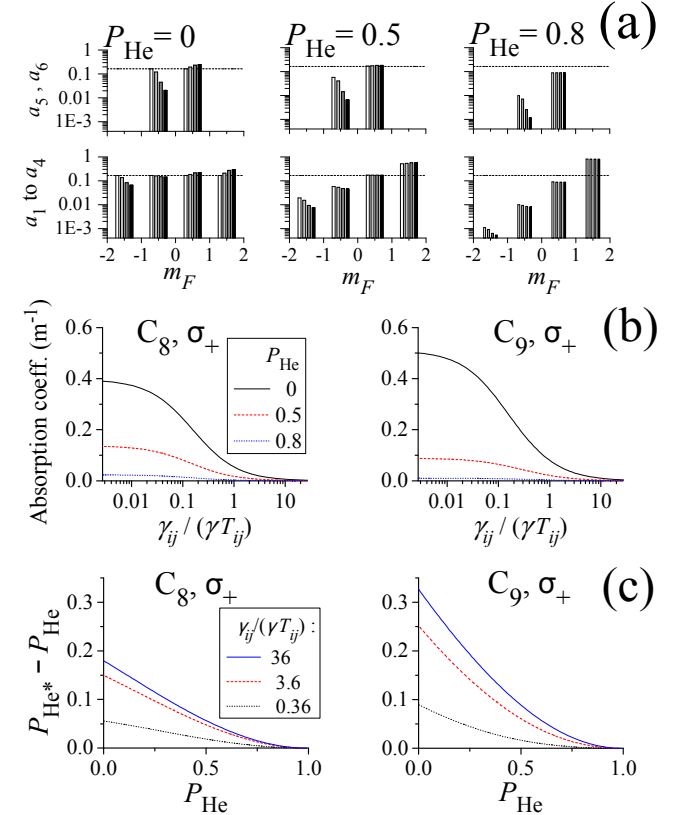 P_He = 0 P_He = 0.5 P_He = 0.8 (a)
a_5 , a_6
1
0.1
0.01
1E-3
a_1 to a_4
1
0.1
0.01
1E-3
-2 -1 0 1 2 -2 -1 0 1 2 -2 -1 0 1 2
m_F m_F m_F
(b)
Absorption coeff. (m^-1)
0.6 0.6
0.4 0.4
0.2 0.2
0.0 0.0
C_8, σ_+ C_9, σ_+
P_He
0
0.5
0.8
0.01 0.1 1 10 0.01 0.1 1 10
γ_ij / (γT_ij) γ_ij / (γT_ij)
(c)
P_He* − P_He
0.3 0.3
0.2 0.2
0.1 0.1
0.0 0.0
C_8, σ_+ C_9, σ_+
γ_ij/(γT_ij) :
36
3.6
0.36
0.0 0.5 1.0 0.0 0.5 1.0
P_He P_He